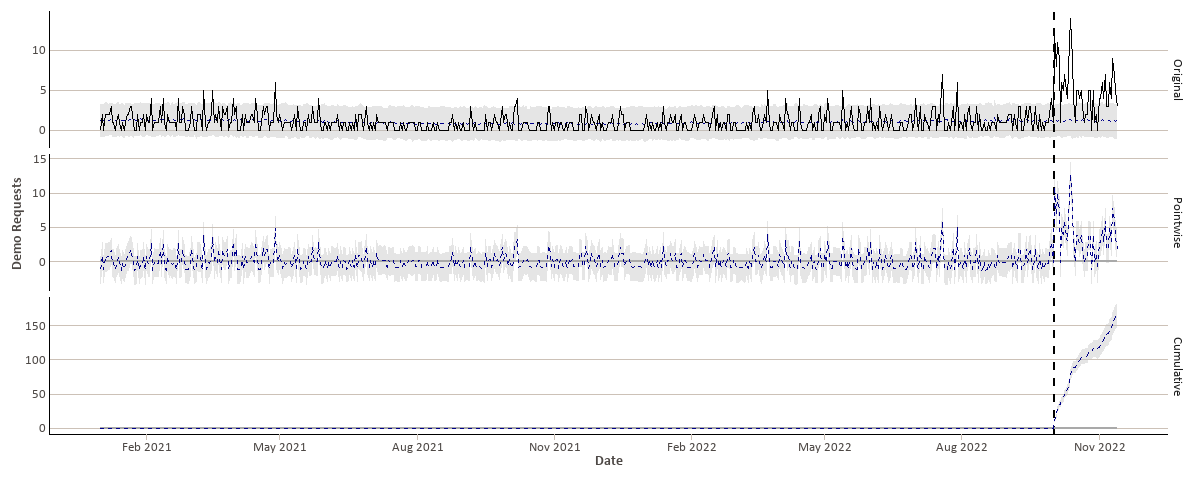 10
5
0
Original
15
10
5
0
Pointwise
Demo Requests
150
100
50
0
Cumulative
Feb 2021 May 2021 Aug 2021 Nov 2021 Feb 2022 May 2022 Aug 2022 Nov 2022
Date